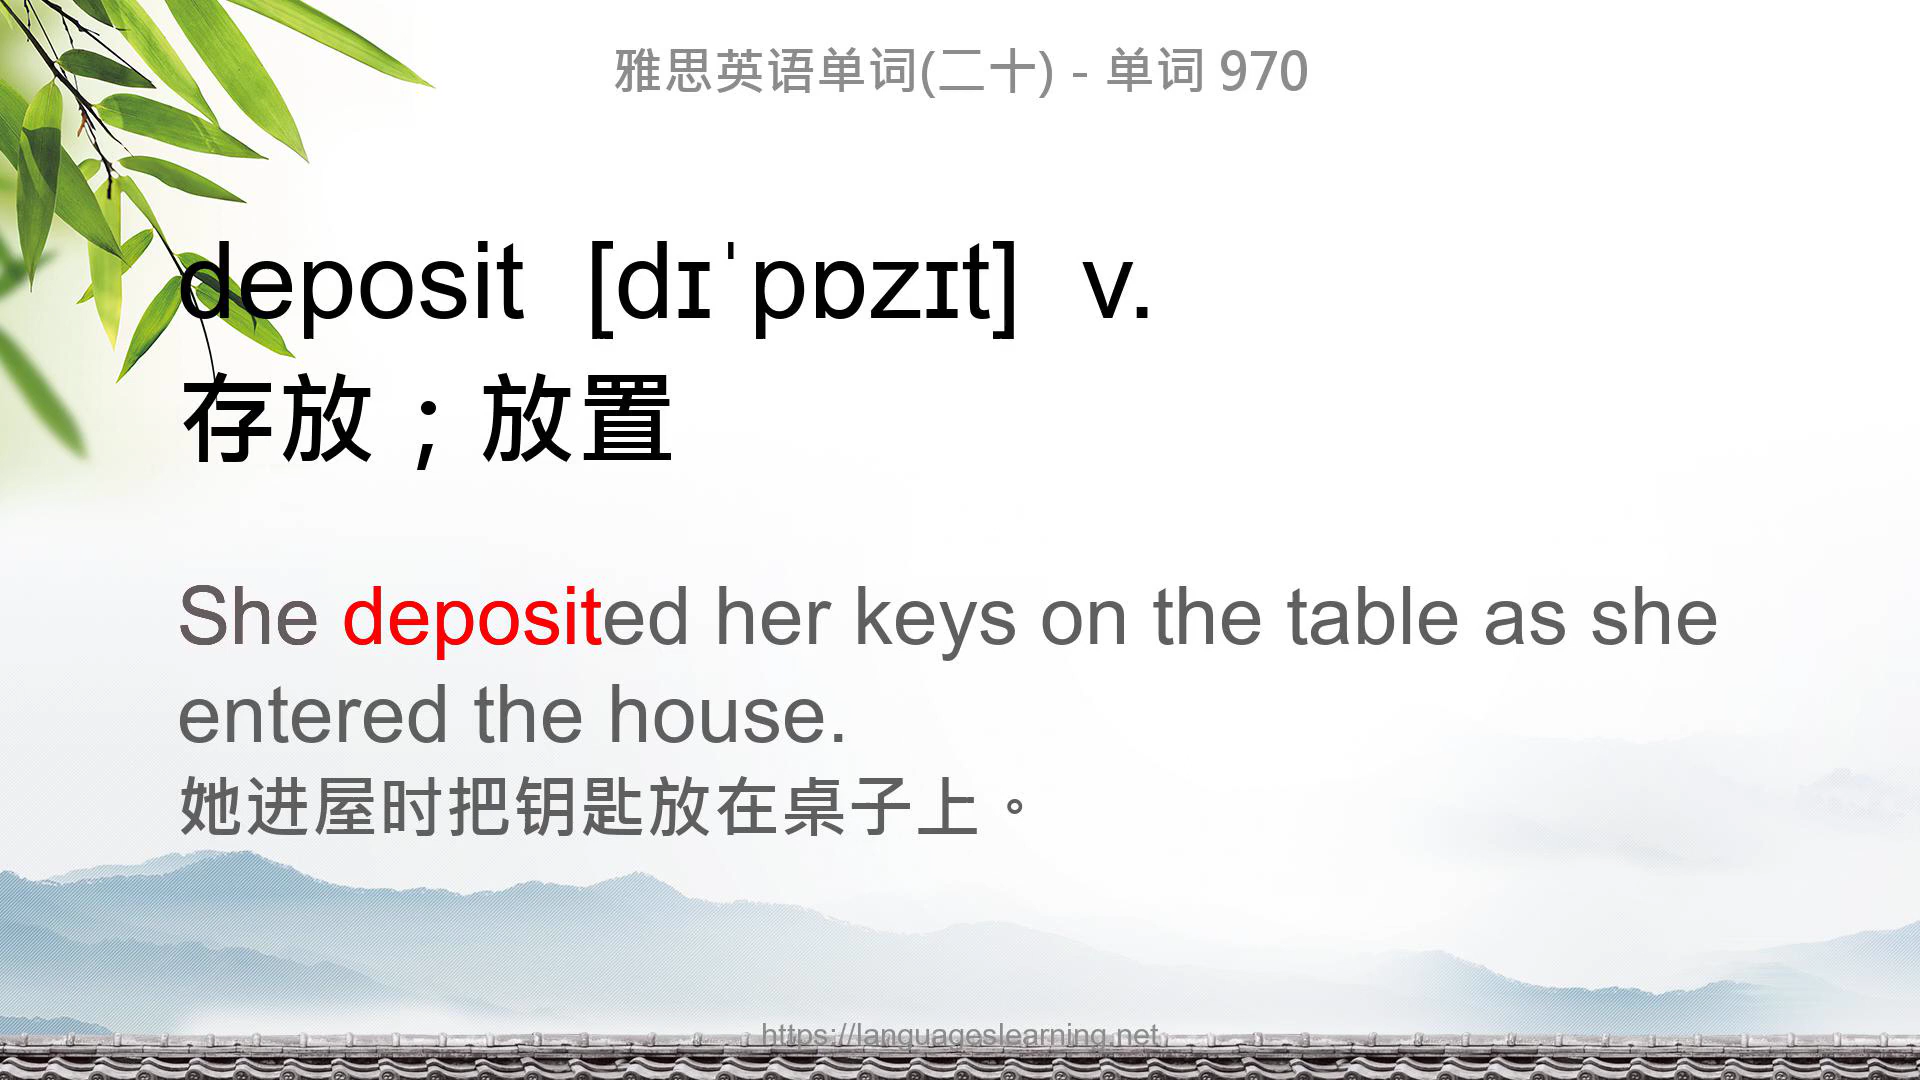 雅思英语单词(二十) - 单词 970
deposit [dɪˈpɒzɪt] v.
存放；放置
She deposited her keys on the table as she
entered the house.
她进屋时把钥匙放在桌子上。
https://languageslearning.net